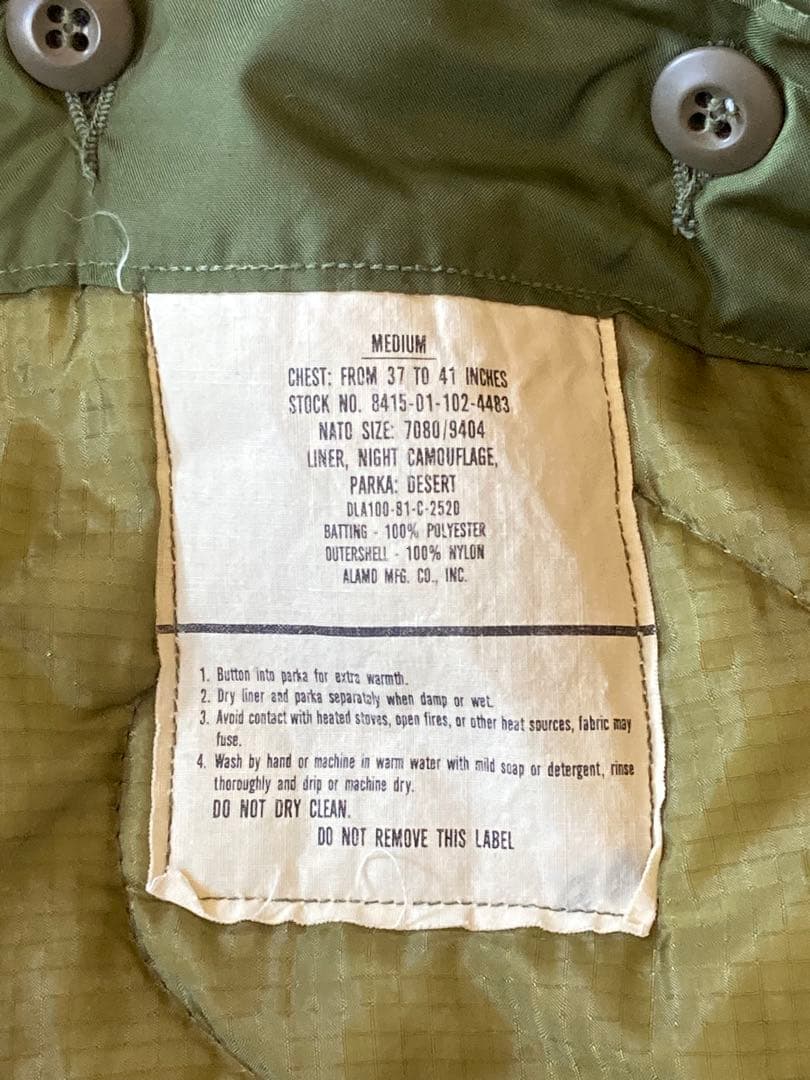 MEDIUM
CHEST: FROM 37 TO 41 INCHES
STOCK NO. 8415-01-102-4483
NATO SIZE: 7080/9404
LINER, NIGHT CAMOUFLAGE,
PARKA: DESERT
DLA100-81-C-2520
BATTING - 100% POLYESTER
OUTERSHELL - 100% NYLON
ALAMO MFG. CO., INC.
1. Button into parka for extra warmth.
2. Dry liner and parka separately when damp or wet.
3. Avoid contact with heated stoves, open fires, or other heat sources, fabric may
fuse.
4. Wash by hand or machine in warm water with mild soap or detergent, rinse
thoroughly and drip or machine dry.
DO NOT DRY CLEAN.
DO NOT REMOVE THIS LABEL